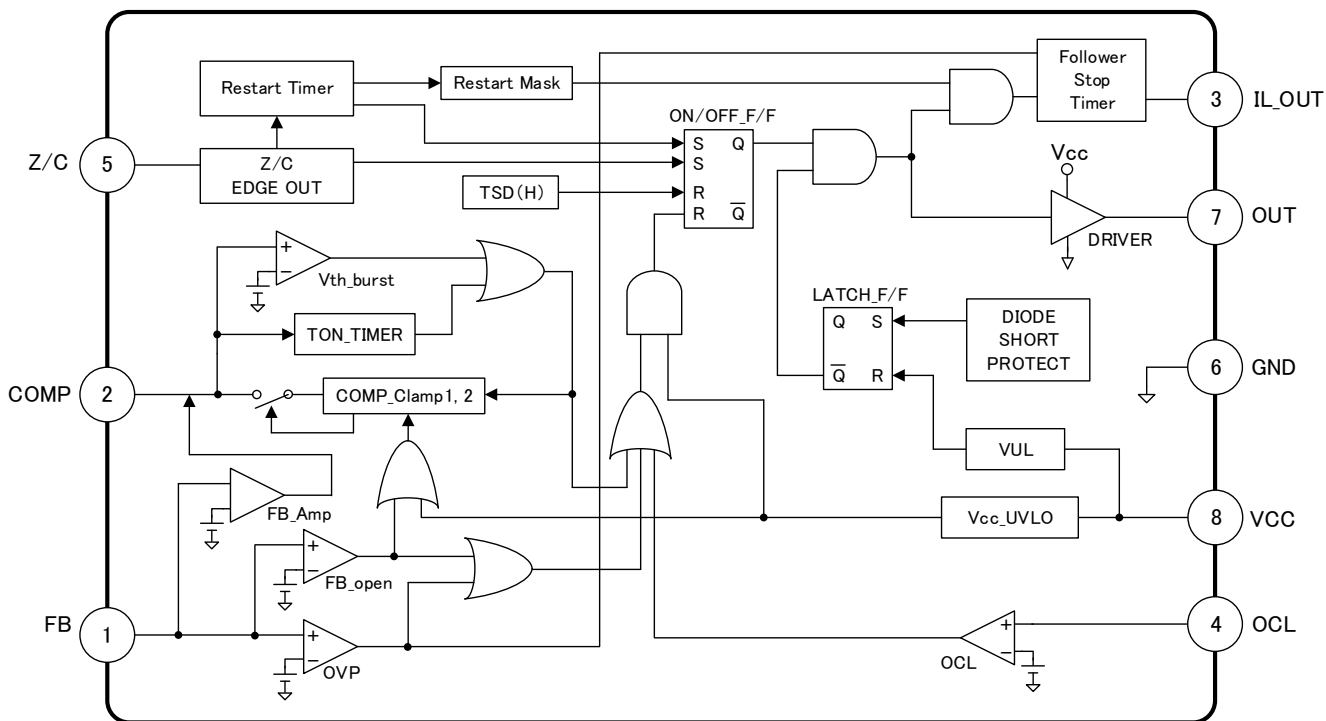 Restart Timer
Restart Mask
Follower
Stop
Timer
3
IL_OUT
ON/OFF_F/F
Z/C
5
Z/C
EDGE OUT
S
Q
S
R
R
Q
TSD(H)
Vcc
7
OUT
DRIVER
+
−
Vth_burst
TON_TIMER
LATCH_F/F
Q
S
Q
R
DIODE
SHORT
PROTECT
6
GND
COMP
2
COMP_Clamp1, 2
VUL
FB_Amp
Vcc_UVLO
8
VCC
+
−
FB_open
FB
1
+
−
OVP
+
−
OCL
4
OCL